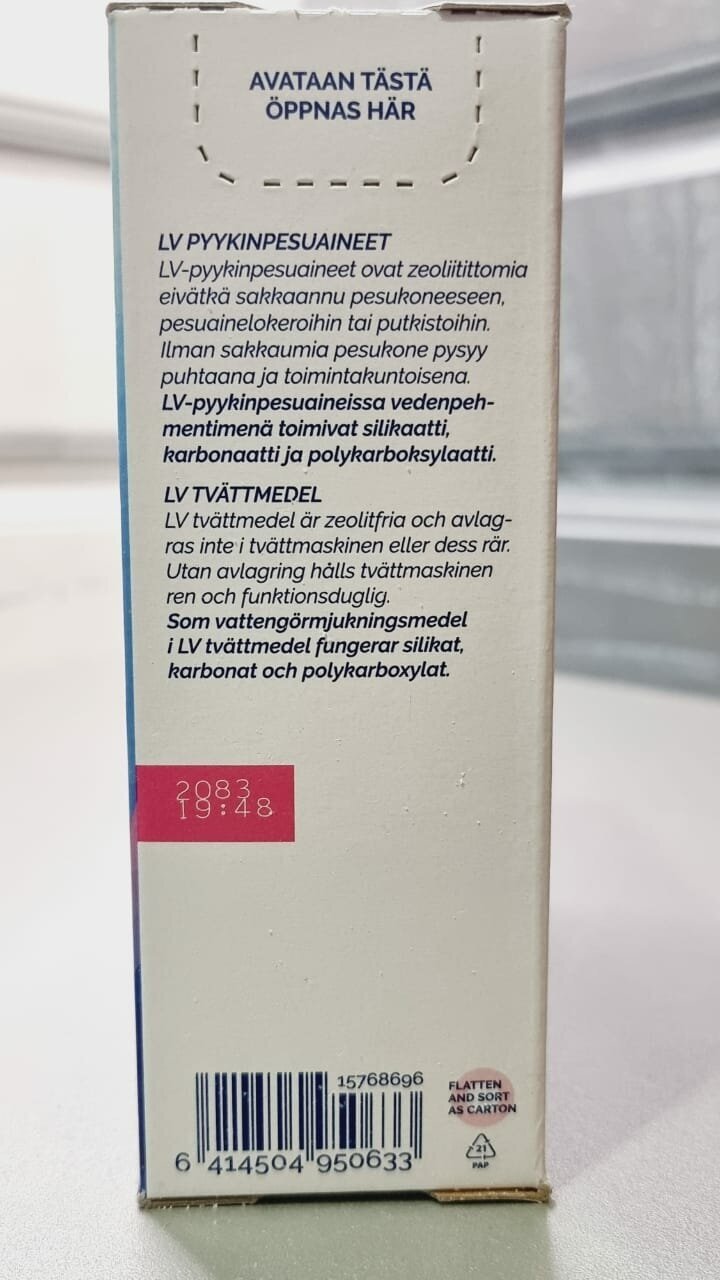 AVATAAN TÄSTÄ
ÖPPNAS HÄR
LV PYYKINPESUAINEET
LV-pyykinpesuaineet ovat zeoliitittomia
eivätkä sakkaannu pesukoneeseen,
pesuainelokeroihin tai putkistoihin.
Ilman sakkaumia pesukone pysyy
puhtaana ja toimintakuntoisena.
LV-pyykinpesuaineissa vedenpeh-
mentimenä toimivat silikaatti,
karbonaatti ja polykarboksylaatti.
LV TVÄTTMEDEL
LV tvättmedel är zeolitfria och avlag-
ras inte i tvättmaskinen eller dess rär.
Utan avlagring hålls tvättmaskinen
ren och funktionsduglig.
Som vattengörmjukningsmedel
i LV tvättmedel fungerar silikat,
karbonat och polykarboxylat.
2083
19:48
15768696
6 414504 950633
FLATTEN
AND SORT
AS CARTON
21
PAP